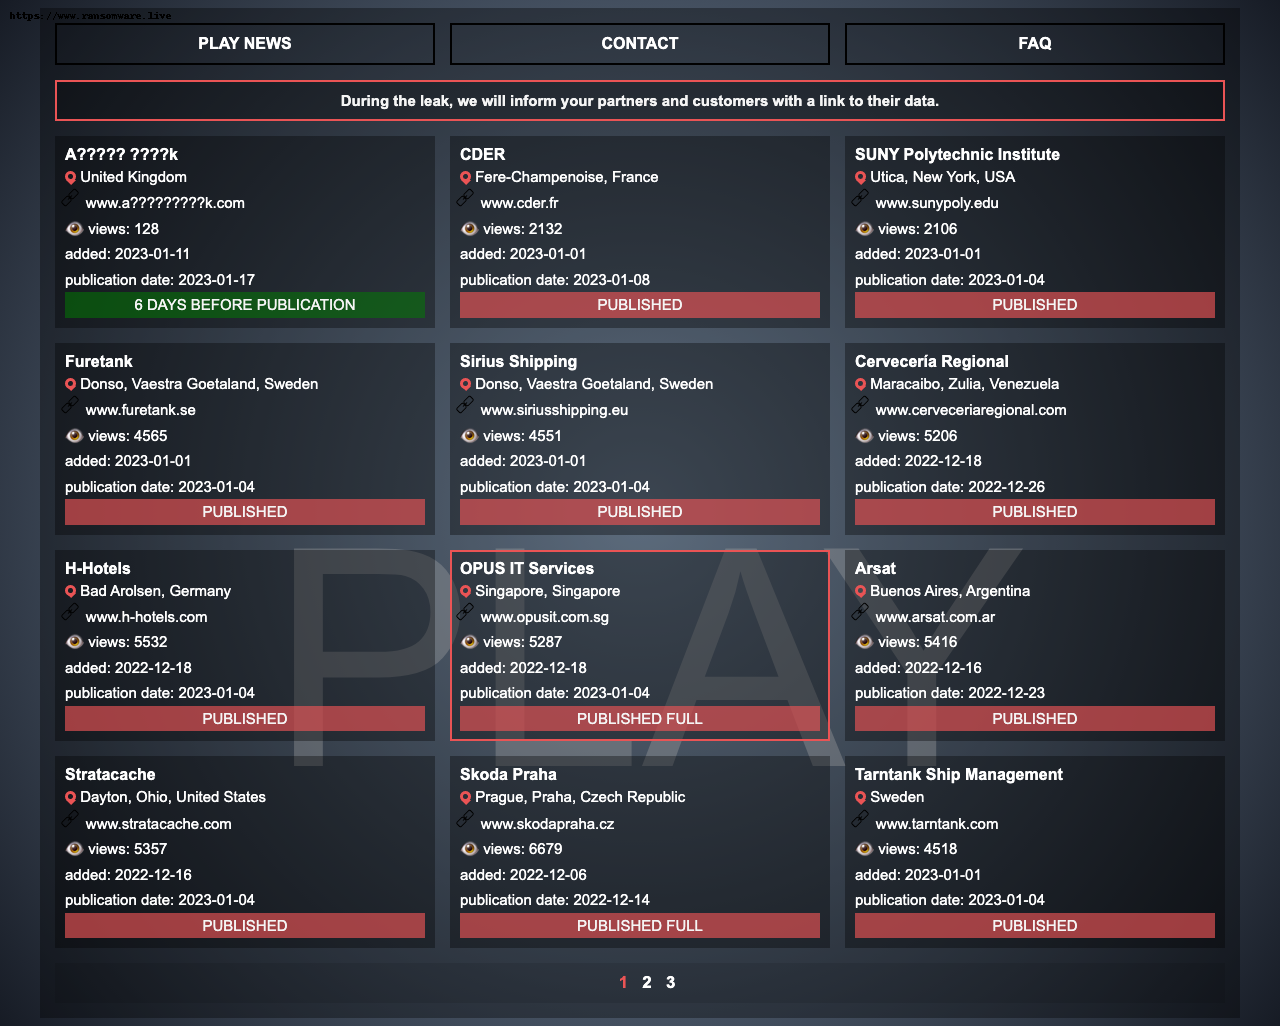 https://www.ransomware.live
PLAY NEWS
CONTACT
FAQ
During the leak, we will inform your partners and customers with a link to their data.
A????? ????k
United Kingdom
www.a?????????k.com
views: 128
added: 2023-01-11
publication date: 2023-01-17
6 DAYS BEFORE PUBLICATION
CDER
Fere-Champenoise, France
www.cder.fr
views: 2132
added: 2023-01-01
publication date: 2023-01-08
PUBLISHED
SUNY Polytechnic Institute
Utica, New York, USA
www.sunypoly.edu
views: 2106
added: 2023-01-01
publication date: 2023-01-04
PUBLISHED
Furetank
Donso, Vaestra Goetaland, Sweden
www.furetank.se
views: 4565
added: 2023-01-01
publication date: 2023-01-04
PUBLISHED
Sirius Shipping
Donso, Vaestra Goetaland, Sweden
www.siriusshipping.eu
views: 4551
added: 2023-01-01
publication date: 2023-01-04
PUBLISHED
Cervecería Regional
Maracaibo, Zulia, Venezuela
www.cerveceriaregional.com
views: 5206
added: 2022-12-18
publication date: 2022-12-26
PUBLISHED
H-Hotels
Bad Arolsen, Germany
www.h-hotels.com
views: 5532
added: 2022-12-18
publication date: 2023-01-04
PUBLISHED
OPUS IT Services
Singapore, Singapore
www.opusit.com.sg
views: 5287
added: 2022-12-18
publication date: 2023-01-04
PUBLISHED FULL
Arsat
Buenos Aires, Argentina
www.arsat.com.ar
views: 5416
added: 2022-12-16
publication date: 2022-12-23
PUBLISHED
PLAY
Stratacache
Dayton, Ohio, United States
www.stratacache.com
views: 5357
added: 2022-12-16
publication date: 2023-01-04
PUBLISHED
Skoda Praha
Prague, Praha, Czech Republic
www.skodapraha.cz
views: 6679
added: 2022-12-06
publication date: 2022-12-14
PUBLISHED FULL
Tarntank Ship Management
Sweden
www.tarntank.com
views: 4518
added: 2023-01-01
publication date: 2023-01-04
PUBLISHED
1 2 3